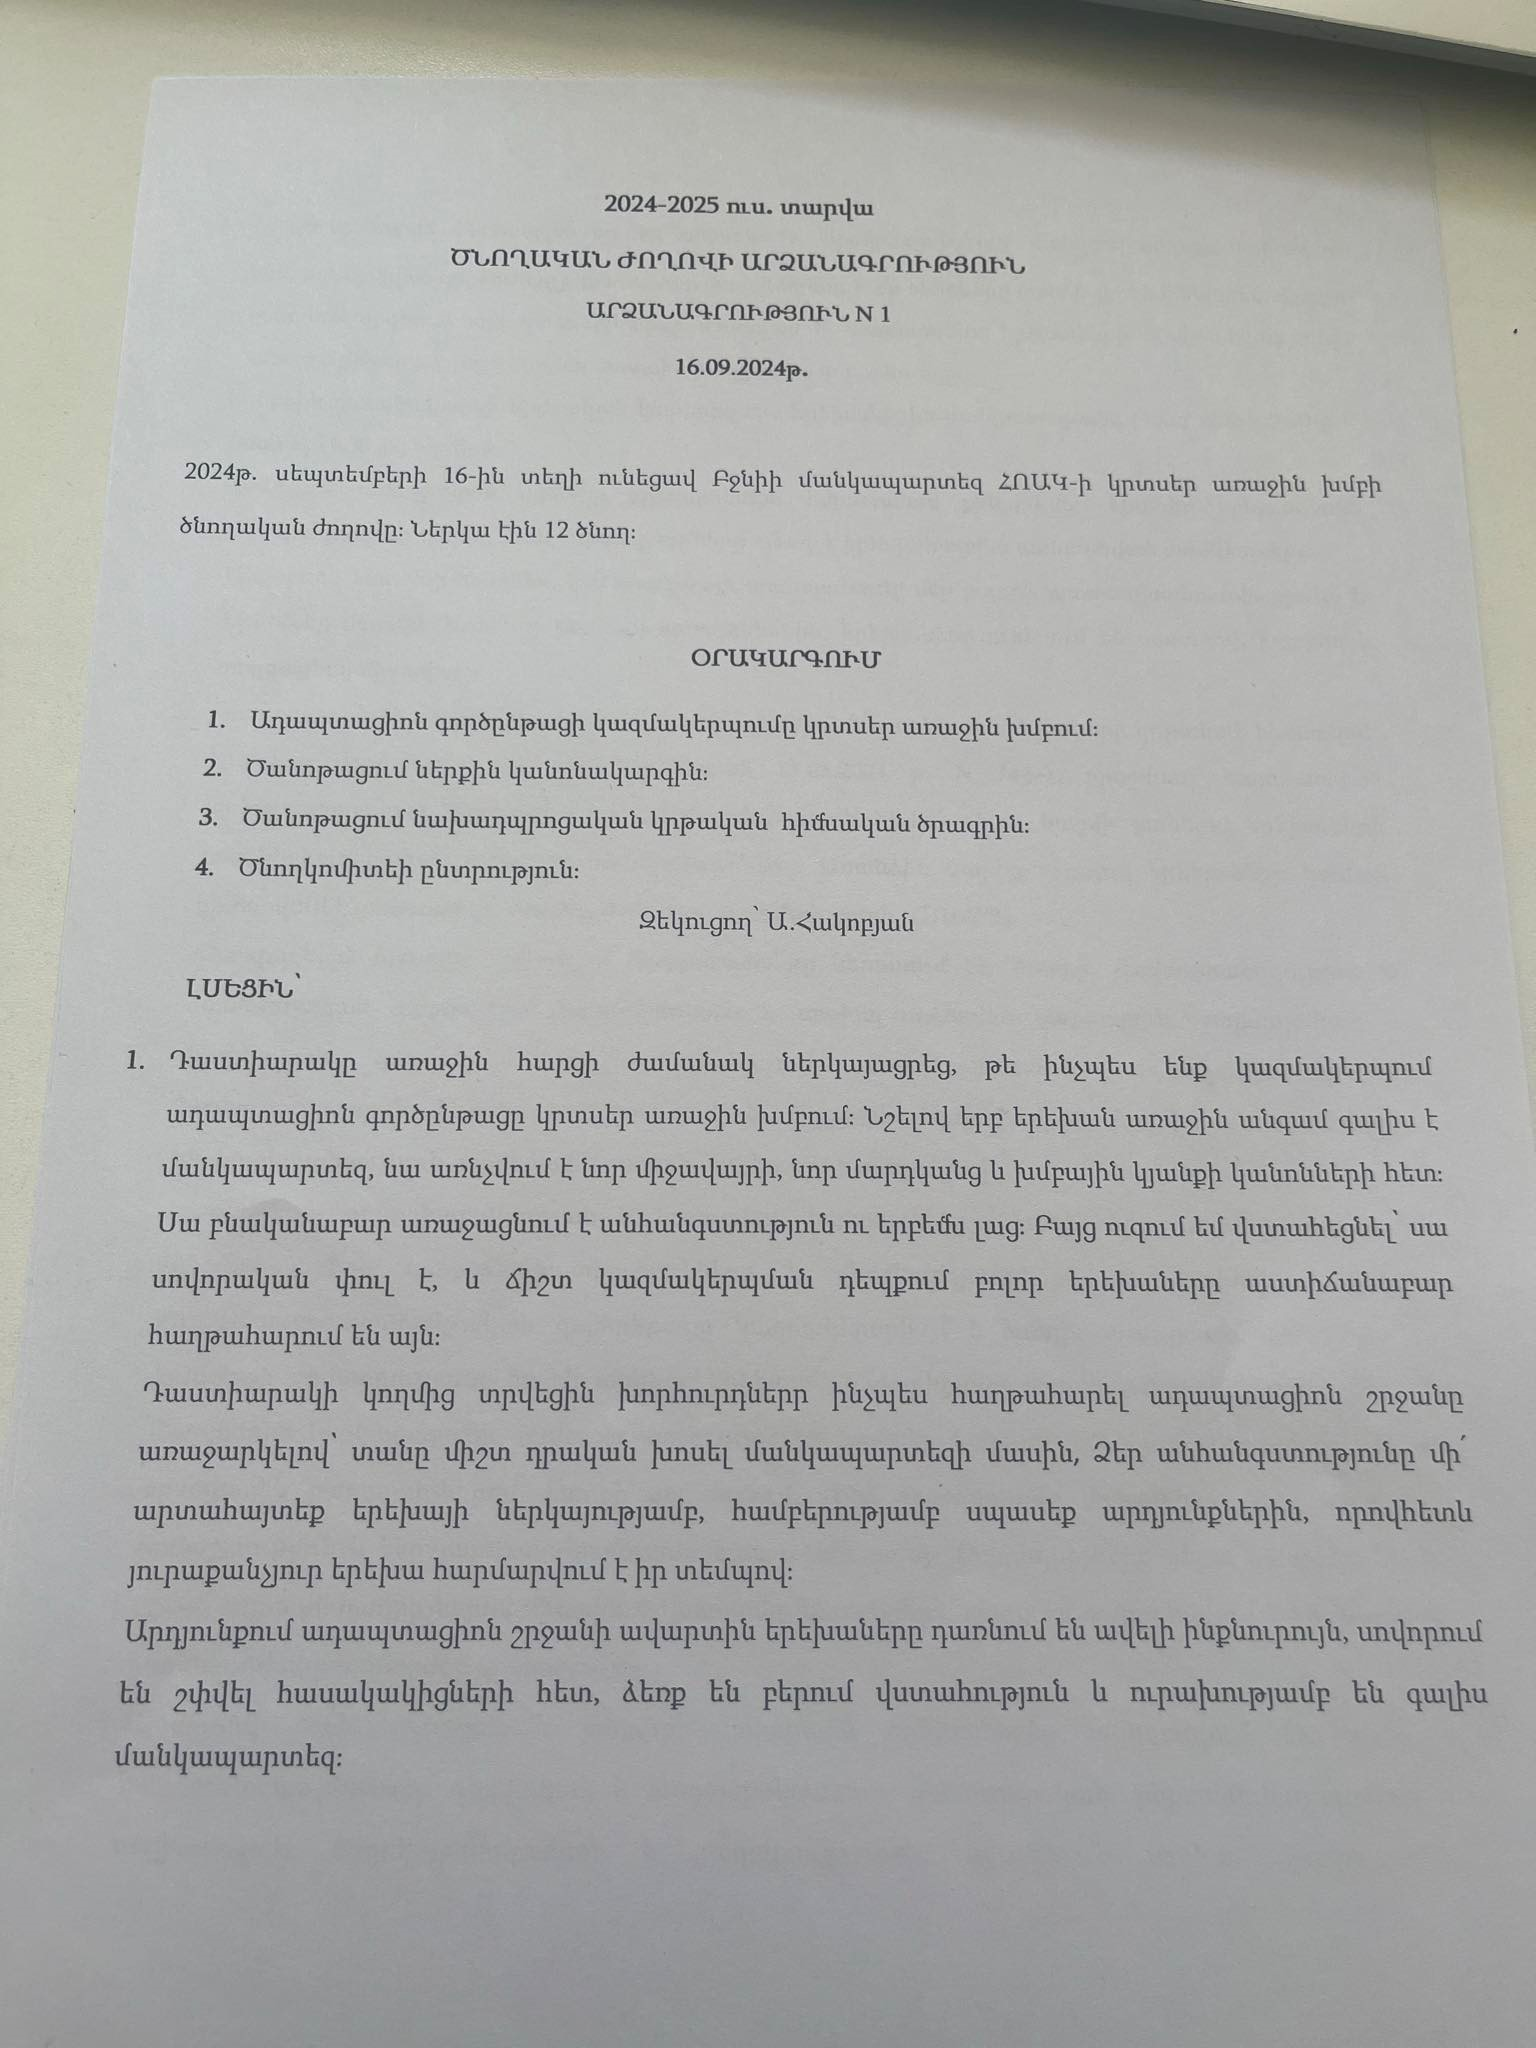 2024-2025 ուս. տարվա
ԾՆՈՂԱԿԱՆ ԺՈՂՈՎԻ ԱՐՁԱՆԱԳՐՈՒԹՅՈՒՆ
ԱՐՁԱՆԱԳՐՈՒԹՅՈՒՆ N 1
16.09.2024թ.
2024թ. սեպտեմբերի 16-ին տեղի ունեցավ Բջնիի մանկապարտեզ ՀՈԱԿ-ի կրտսեր առաջին խմբի
ծնողական ժողովը։ Ներկա էին 12 ծնող։
ՕՐԱԿԱՐԳՈՒՄ
1. Ադապտացիոն գործընթացի կազմակերպումը կրտսեր առաջին խմբում։
2. Ծանոթացում ներքին կանոնակարգին։
3. Ծանոթացում նախադպրոցական կրթական հիմնական ծրագրին։
4. Ծնողկոմիտեի ընտրություն։
Զեկուցող՝ Ա.Հակոբյան
ԼՍԵՑԻՆ՝
1. Դաստիարակը առաջին հարցի ժամանակ ներկայացրեց, թե ինչպես ենք կազմակերպում
ադապտացիոն գործընթացը կրտսեր առաջին խմբում։ Նշելով երբ երեխան առաջին անգամ գալիս է
մանկապարտեզ, նա առնչվում է նոր միջավայրի, նոր մարդկանց և խմբային կյանքի կանոնների հետ։
Սա բնականաբար առաջացնում է անհանգստություն ու երբեմն լաց։ Բայց ուզում եմ վստահեցնել՝ սա
սովորական փուլ է, և ճիշտ կազմակերպման դեպքում բոլոր երեխաները աստիճանաբար
հաղթահարում են այն։
Դաստիարակի կողմից տրվեցին խորհուրդներր ինչպես հաղթահարել ադապտացիոն շրջանը
առաջարկելով՝ տանը միշտ դրական խոսել մանկապարտեզի մասին, Ձեր անհանգստությունը մի՛
արտահայտեք երեխայի ներկայությամբ, համբերությամբ սպասեք արդյունքներին, որովհետև
յուրաքանչյուր երեխա հարմարվում է իր տեմպով։
Արդյունքում ադապտացիոն շրջանի ավարտին երեխաները դառնում են ավելի ինքնուրույն, սովորում
են շփվել հասակակիցների հետ, ձեռք են բերում վստահություն և ուրախությամբ են գալիս
մանկապարտեզ։